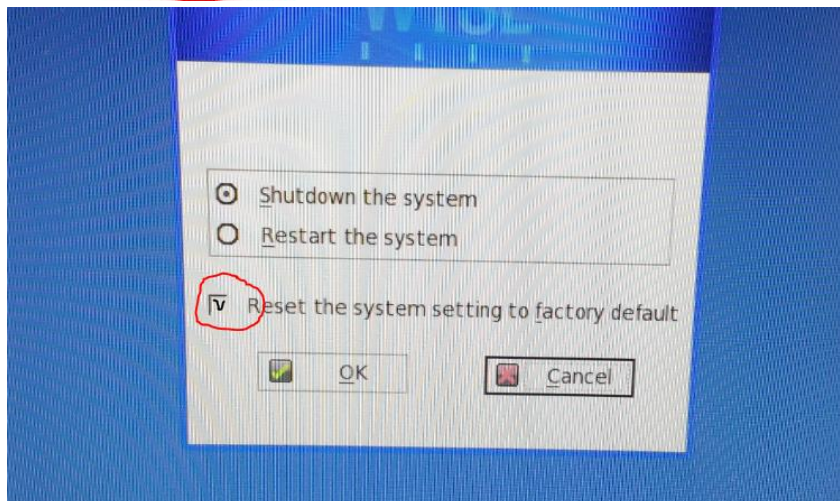 Shutdown the system
Restart the system
Reset the system setting to factory default
OK
Cancel